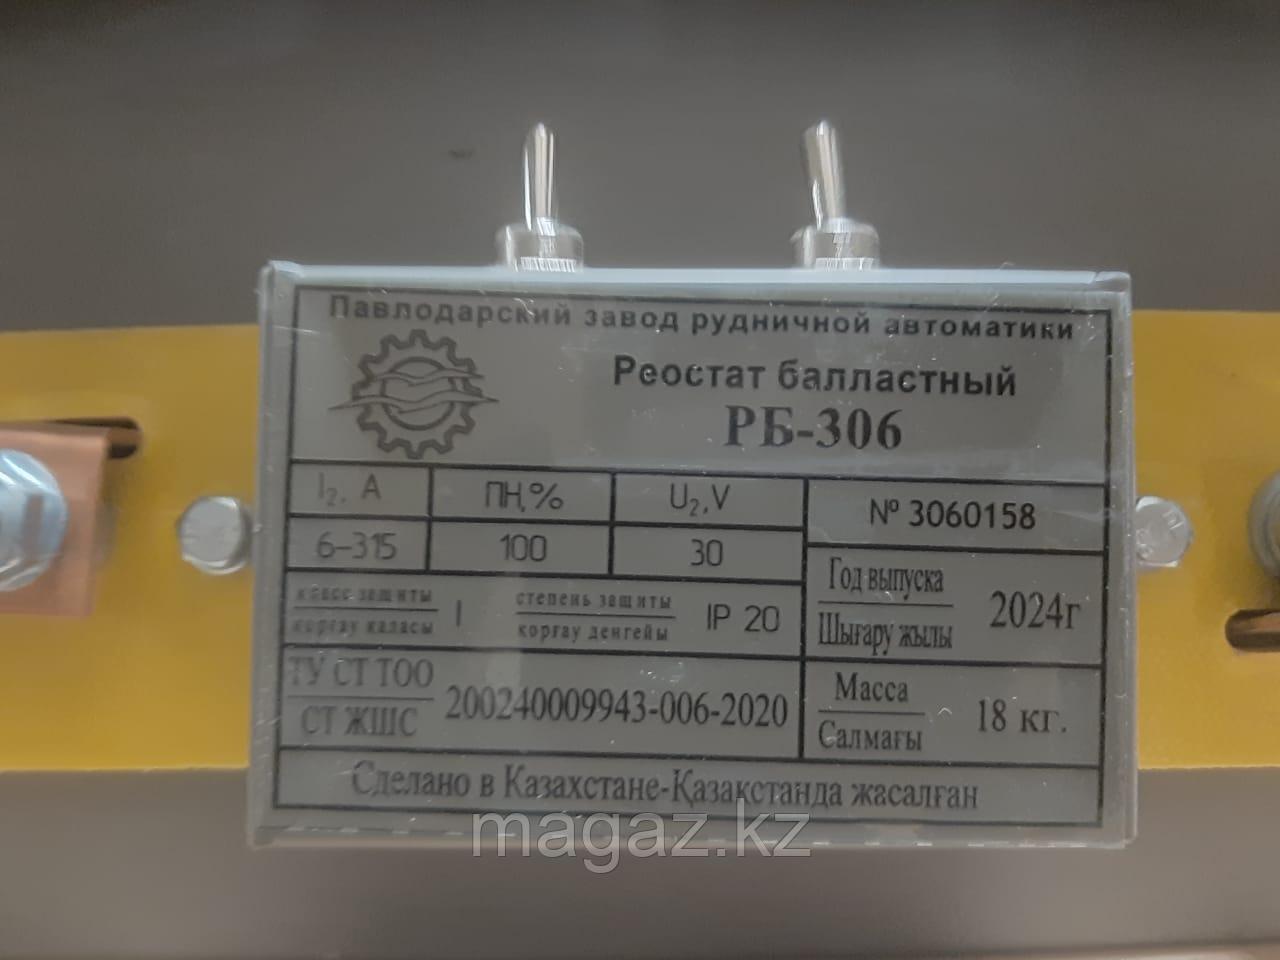 Павлодарский завод рудничной автоматики
Реостат балластный
РБ-306
I₂, А ПН,% U₂,V № 3060158
6-315 100 30
класс защиты
қорғау класы I
степень защиты
қорғау денгейы IP 20
Год выпуска
Шығару жылы 2024г
ТУ СТ ТОО
СТ ЖШС 200240009943-006-2020
Масса
Салмағы 18 кг.
Сделано в Казахстане-Қазақстанда жасалған
magaz.kz